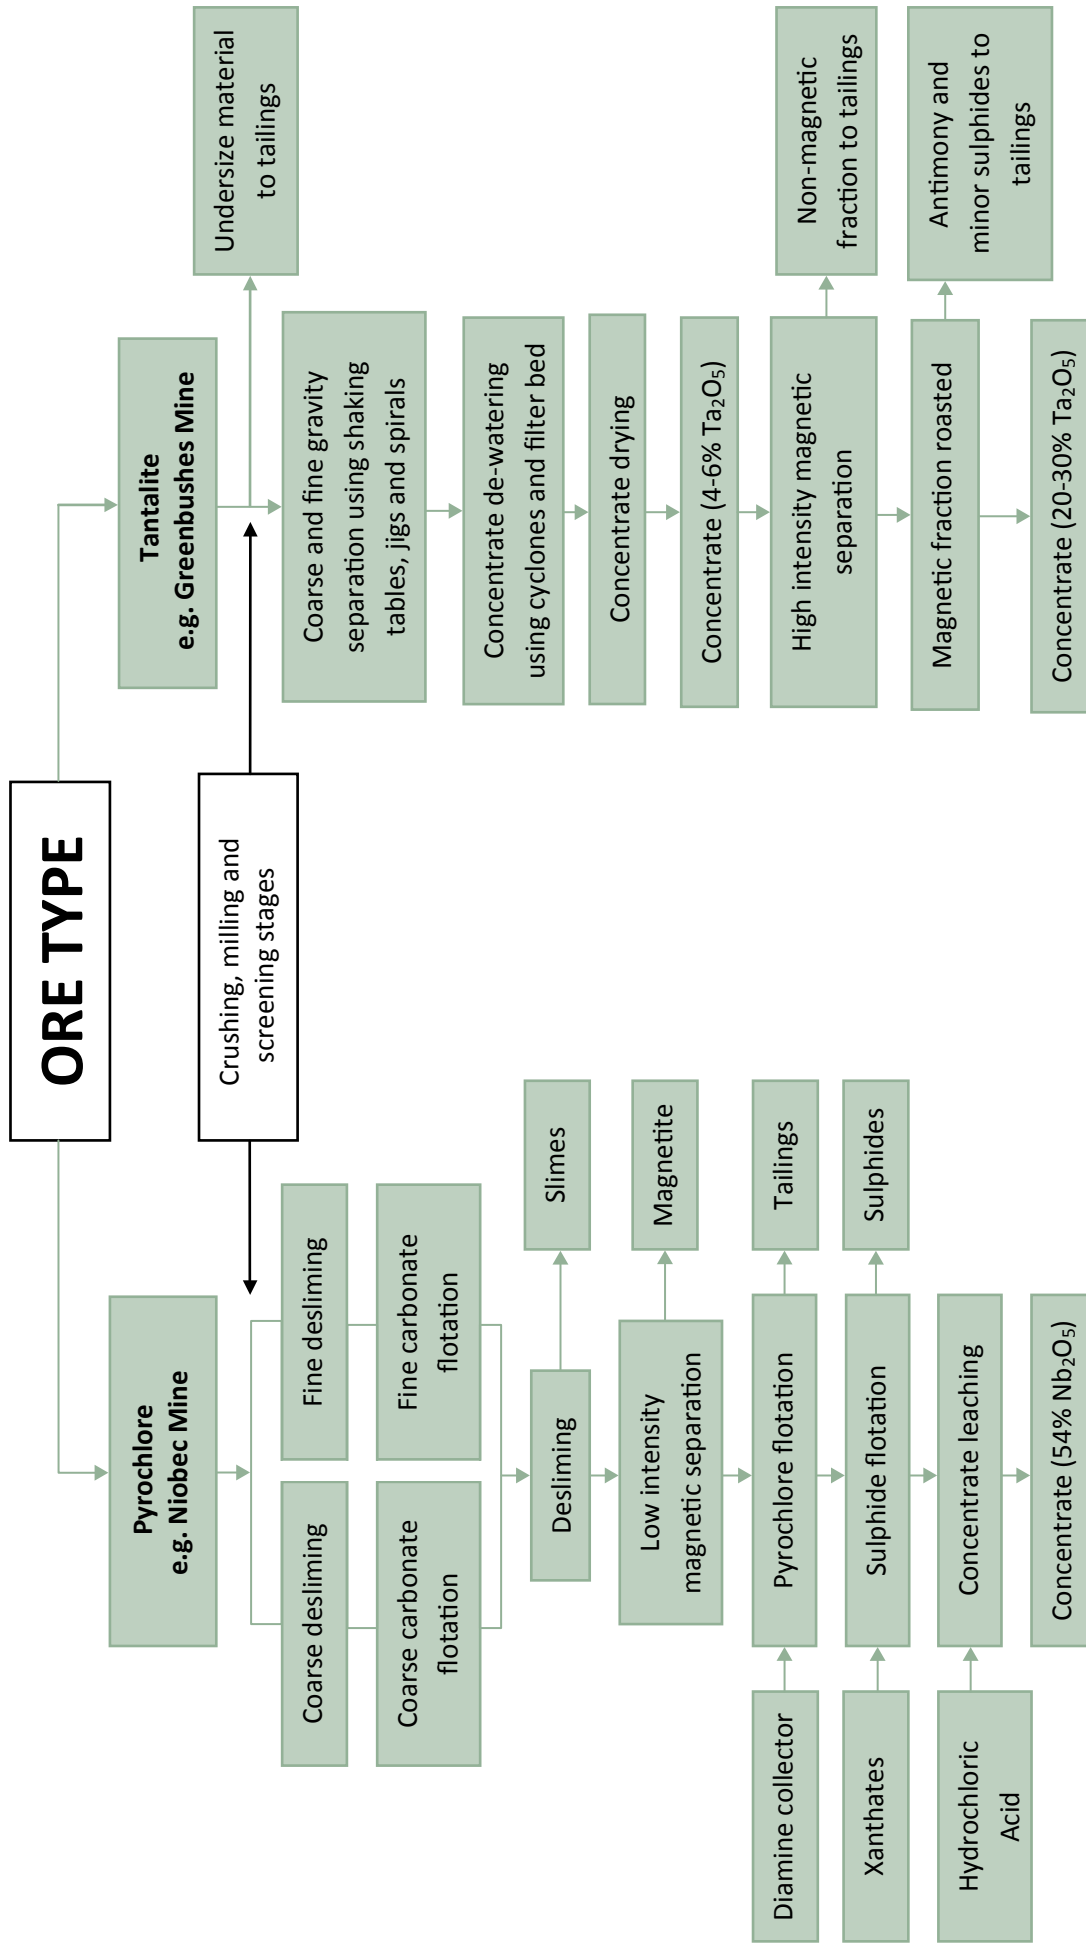 ORE TYPE
Pyrochlore
e.g. Niobec Mine
Tantalite
e.g. Greenbushes Mine
Crushing, milling and
screening stages
Undersize material
to tailings
Coarse desliming
Fine desliming
Coarse carbonate
flotation
Fine carbonate
flotation
Desliming
Slimes
Low intensity
magnetic separation
Magnetite
Diamine collector
Pyrochlore flotation
Tailings
Xanthates
Sulphide flotation
Sulphides
Hydrochloric
Acid
Concentrate leaching
Concentrate (54% Nb₂O₅)
Coarse and fine gravity
separation using shaking
tables, jigs and spirals
Concentrate de-watering
using cyclones and filter bed
Concentrate drying
Concentrate (4-6% Ta₂O₅)
High intensity magnetic
separation
Non-magnetic
fraction to tailings
Magnetic fraction roasted
Antimony and
minor sulphides to
tailings
Concentrate (20-30% Ta₂O₅)